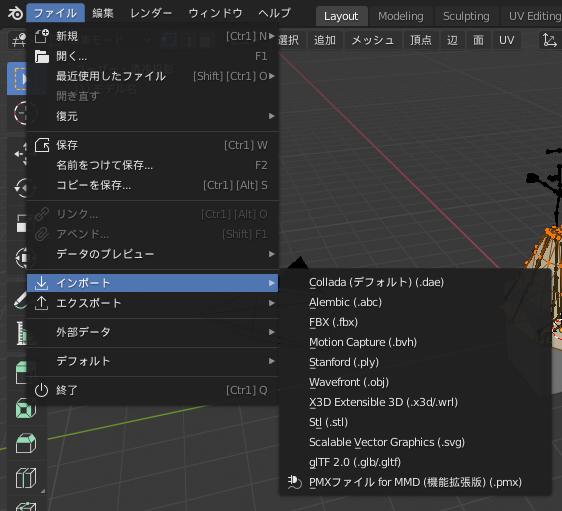 ファイル 編集 レンダー ウィンドウ ヘルプ Layout Modeling Sculpting UV Editing
選択 追加 メッシュ 頂点 辺 面 UV
新規 [Ctrl] N
開く... F1
最近使用したファイル [Shift] [Ctrl] O
開き直す
復元
保存 [Ctrl] W
名前をつけて保存... F2
コピーを保存... [Ctrl] [Alt] S
リンク... [Ctrl] [Alt] O
アペンド... [Shift] F1
データのプレビュー
インポート
エクスポート
外部データ
デフォルト
終了 [Ctrl] Q
Collada (デフォルト) (.dae)
Alembic (.abc)
FBX (.fbx)
Motion Capture (.bvh)
Stanford (.ply)
Wavefront (.obj)
X3D Extensible 3D (.x3d/.wrl)
Stl (.stl)
Scalable Vector Graphics (.svg)
glTF 2.0 (.glb/.gltf)
PMXファイル for MMD (機能拡張版) (.pmx)